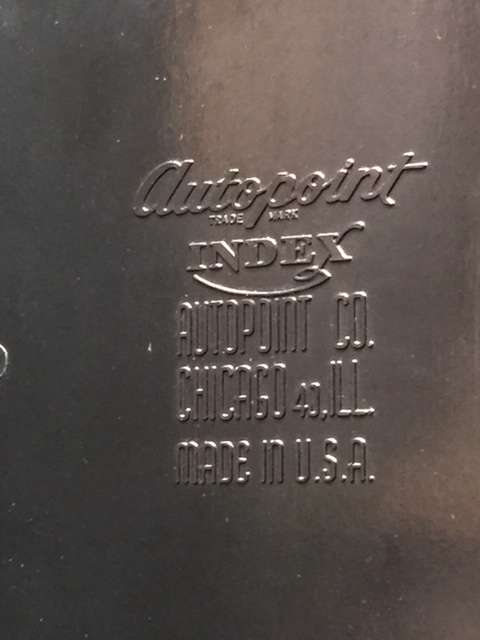 Autopoint
TRADE MARK
INDEX
AUTOPOINT CO.
CHICAGO 40, ILL.
MADE IN U.S.A.